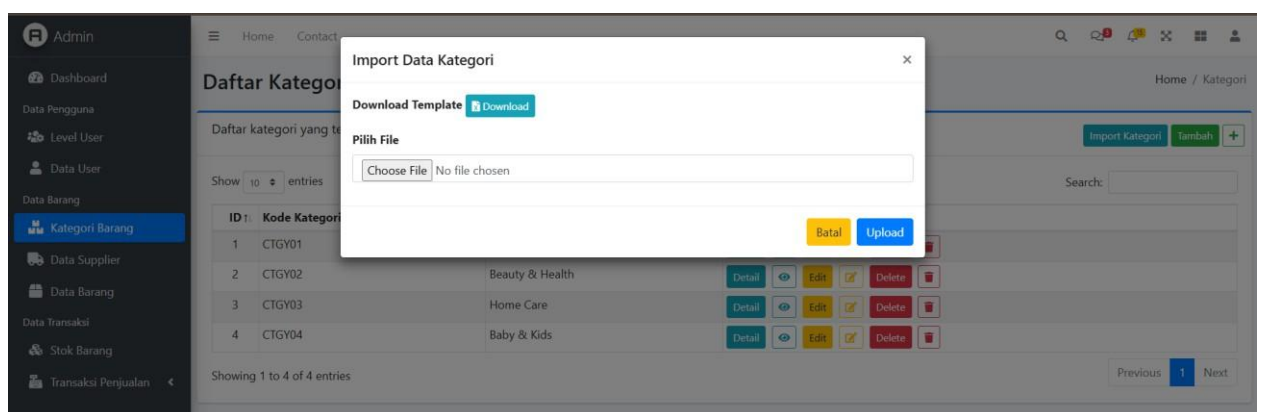 Admin
Home Contact
Import Data Kategori ×
Dashboard
Daftar Kategor
Home / Kategori
Data Pengguna
Download Template Download
Level User
Daftar kategori yang te
Pilih File
Import Kategori Tambah +
Data User
Choose File No file chosen
Show 10 entries
Search:
Data Barang
Kategori Barang
ID Kode Kategori
Batal Upload
1 CTGY01
Data Supplier
2 CTGY02 Beauty & Health Detail Edit Delete
Data Barang
3 CTGY03 Home Care Detail Edit Delete
Data Transaksi
4 CTGY04 Baby & Kids Detail Edit Delete
Stok Barang
Transaksi Penjualan
Showing 1 to 4 of 4 entries
Previous 1 Next